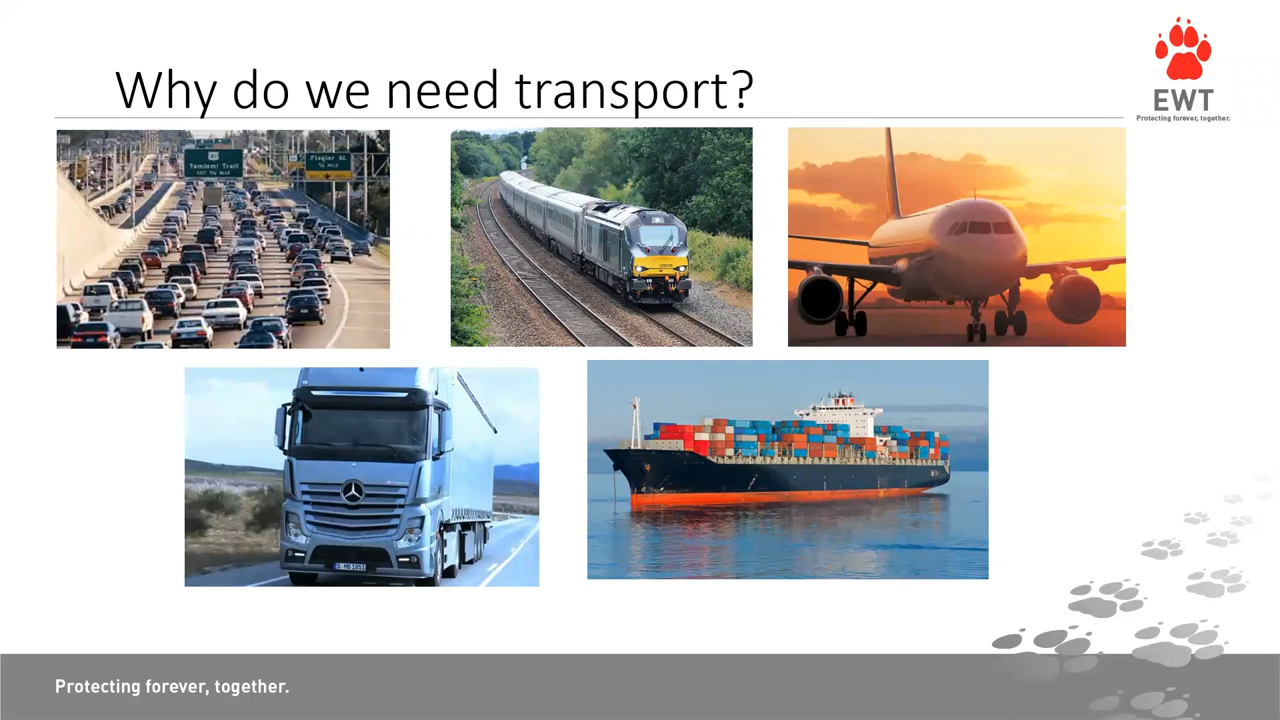 Why do we need transport?
EWT
Protecting forever, together.
Tamiami Trail
Flagler St.
Protecting forever, together.